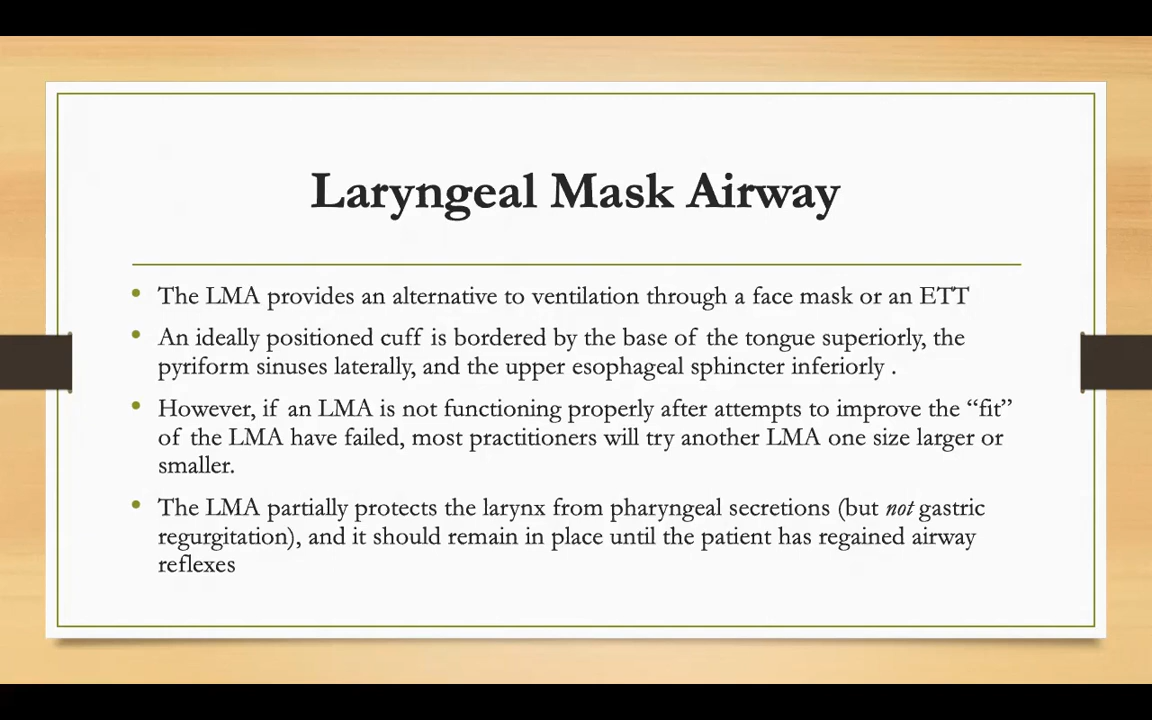 Laryngeal Mask Airway
• The LMA provides an alternative to ventilation through a face mask or an ETT
• An ideally positioned cuff is bordered by the base of the tongue superiorly, the
pyriform sinuses laterally, and the upper esophageal sphincter inferiorly .
• However, if an LMA is not functioning properly after attempts to improve the “fit”
of the LMA have failed, most practitioners will try another LMA one size larger or
smaller.
• The LMA partially protects the larynx from pharyngeal secretions (but not gastric
regurgitation), and it should remain in place until the patient has regained airway
reflexes